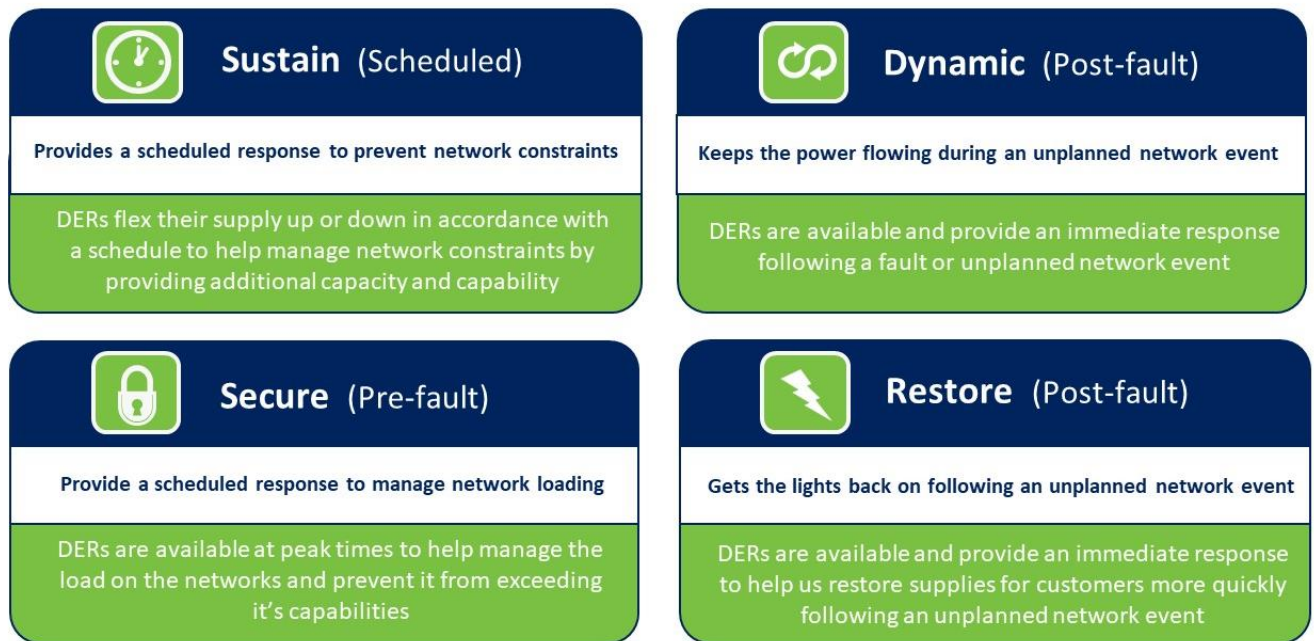 Sustain (Scheduled)
Provides a scheduled response to prevent network constraints
DERs flex their supply up or down in accordance with
a schedule to help manage network constraints by
providing additional capacity and capability
Dynamic (Post-fault)
Keeps the power flowing during an unplanned network event
DERs are available and provide an immediate response
following a fault or unplanned network event
Secure (Pre-fault)
Provide a scheduled response to manage network loading
DERs are available at peak times to help manage the
load on the networks and prevent it from exceeding
it's capabilities
Restore (Post-fault)
Gets the lights back on following an unplanned network event
DERs are available and provide an immediate response
to help us restore supplies for customers more quickly
following an unplanned network event